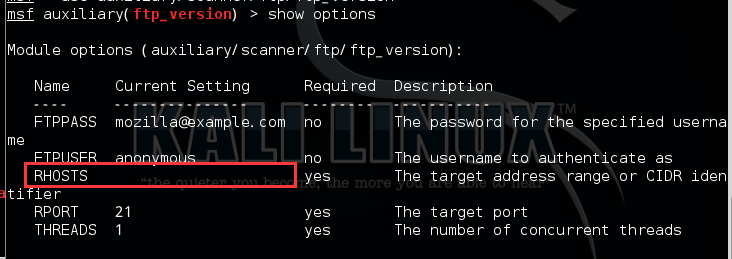 msf auxiliary(ftp_version) > show options
Module options (auxiliary/scanner/ftp/ftp_version):
Name Current Setting Required Description
---- --------------- -------- -----------
FTPPASS mozilla@example.com no The password for the specified userna
me
FTPUSER anonymous no The username to authenticate as
RHOSTS yes The target address range or CIDR iden
tifier
RPORT 21 yes The target port
THREADS 1 yes The number of concurrent threads
KALI LINUX™
"the quieter you become, the more you are able to hear"